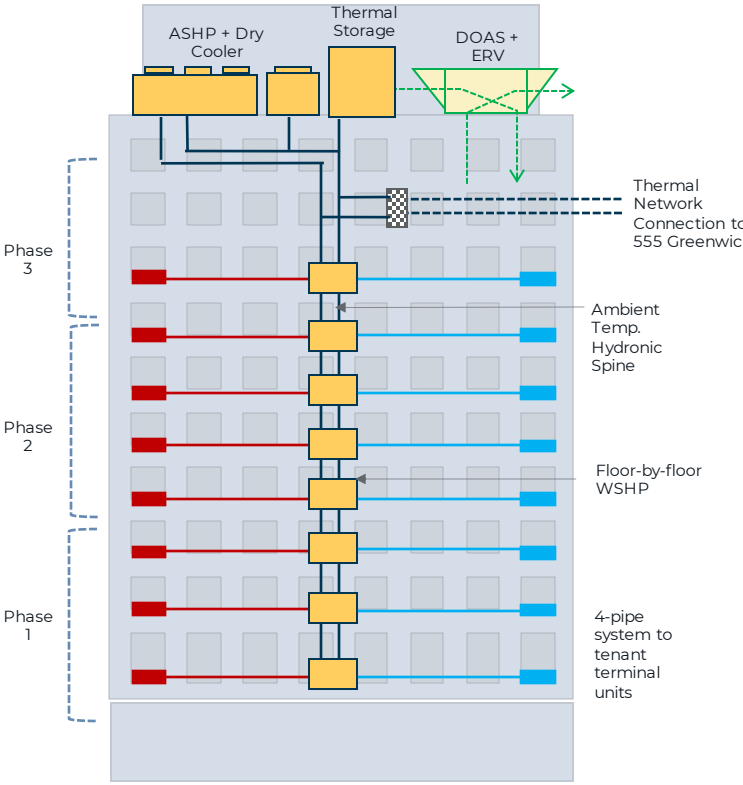 Thermal
Storage
ASHP + Dry
Cooler
DOAS +
ERV
Thermal
Network
Connection to
555 Greenwic
Phase
3
Ambient
Temp.
Hydronic
Spine
Phase
2
Floor-by-floor
WSHP
Phase
1
4-pipe
system to
tenant
terminal
units